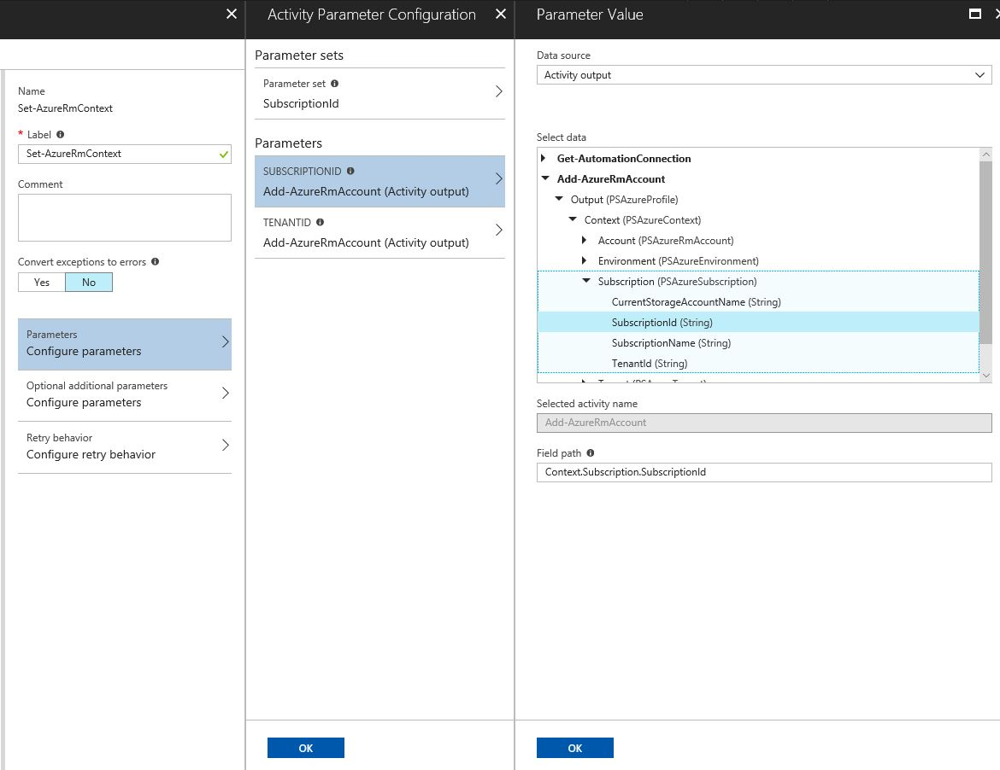 Name
Set-AzureRmContext
* Label
Set-AzureRmContext
Comment
Convert exceptions to errors
Yes No
Parameters
Configure parameters
Optional additional parameters
Configure parameters
Retry behavior
Configure retry behavior
Activity Parameter Configuration
Parameter sets
Parameter set
SubscriptionId
Parameters
SUBSCRIPTIONID
Add-AzureRmAccount (Activity output)
TENANTID
Add-AzureRmAccount (Activity output)
OK
Parameter Value
Data source
Activity output
Select data
Get-AutomationConnection
Add-AzureRmAccount
Output (PSAzureProfile)
Context (PSAzureContext)
Account (PSAzureRmAccount)
Environment (PSAzureEnvironment)
Subscription (PSAzureSubscription)
CurrentStorageAccountName (String)
SubscriptionId (String)
SubscriptionName (String)
TenantId (String)
Selected activity name
Add-AzureRmAccount
Field path
Context.Subscription.SubscriptionId
OK